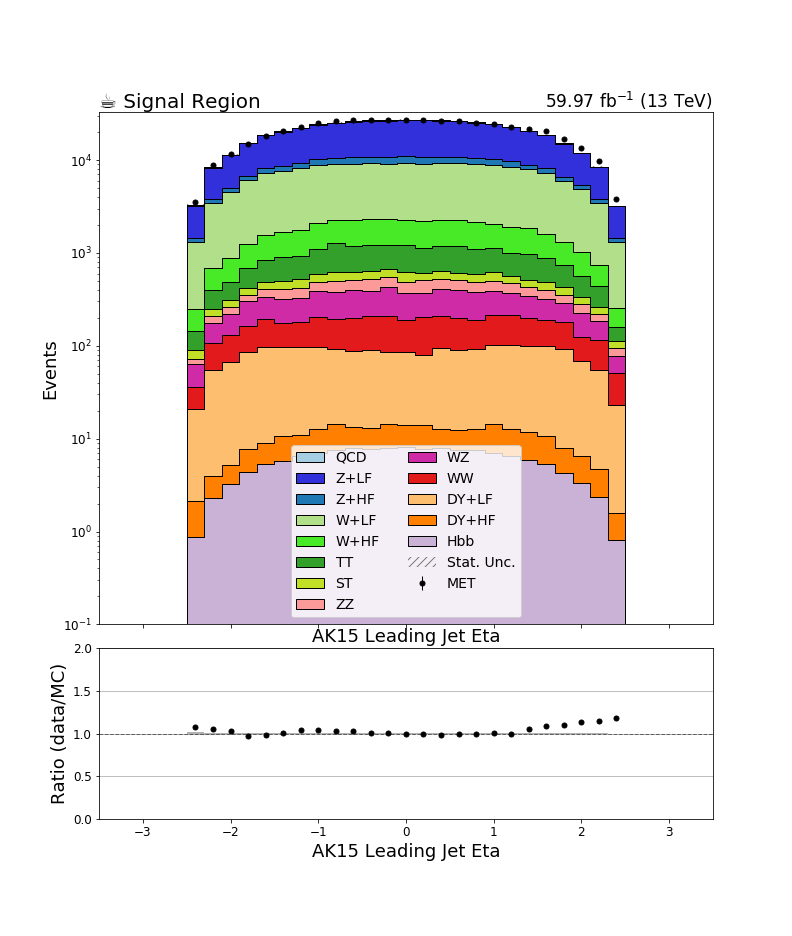 ☕ Signal Region 59.97 fb⁻¹ (13 TeV)
Events
10⁴
10³
10²
10¹
10⁰
10⁻¹
QCD WZ
Z+LF WW
Z+HF DY+LF
W+LF DY+HF
W+HF Hbb
TT Stat. Unc.
ST MET
ZZ
AK15 Leading Jet Eta
Ratio (data/MC)
2.0
1.5
1.0
0.5
0.0
−3 −2 −1 0 1 2 3
AK15 Leading Jet Eta